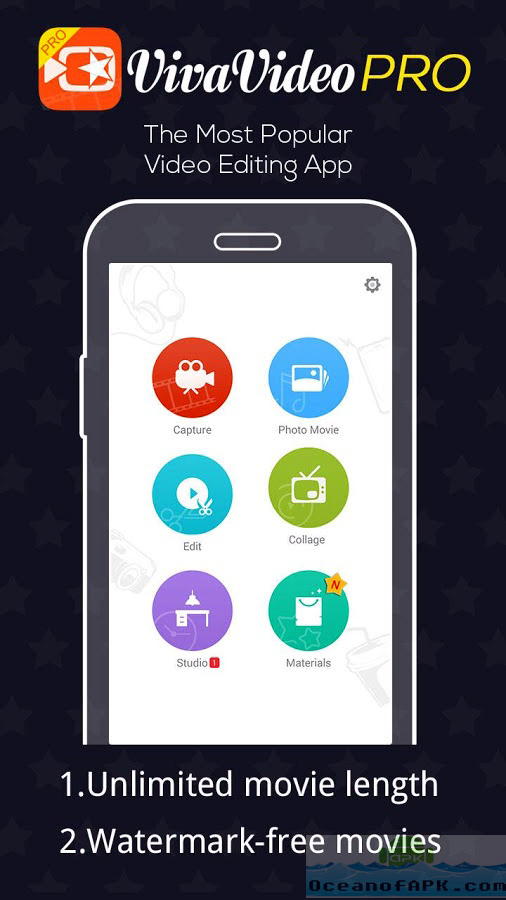 PRO
VivaVideo PRO
The Most Popular
Video Editing App
Capture
Photo Movie
Edit
Collage
Studio 1
N
Materials
1.Unlimited movie length
2.Watermark-free movies
apk
OceanofAPK.com